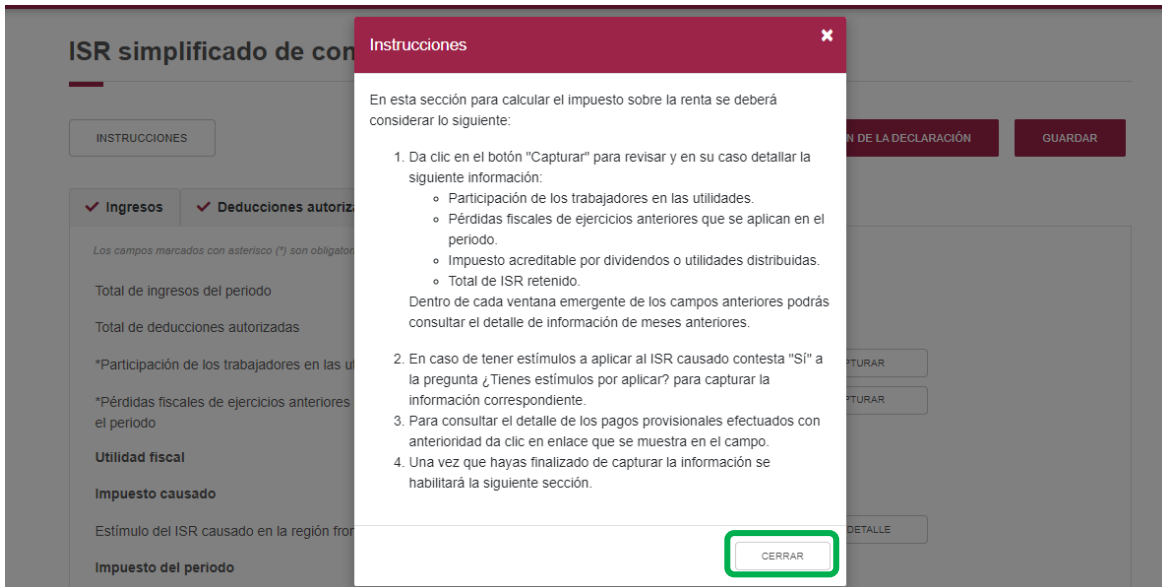 ISR simplificado de con
INSTRUCCIONES
N DE LA DECLARACIÓN
GUARDAR
Ingresos
Deducciones autoriz
Los campos marcados con asterisco (*) son obligator
Total de ingresos del periodo
Total de deducciones autorizadas
*Participación de los trabajadores en las ut
PTURAR
*Pérdidas fiscales de ejercicios anteriores
el periodo
PTURAR
Utilidad fiscal
Impuesto causado
Estímulo del ISR causado en la región fron
DETALLE
Impuesto del periodo
Instrucciones
En esta sección para calcular el impuesto sobre la renta se deberá
considerar lo siguiente:
1. Da clic en el botón "Capturar" para revisar y en su caso detallar la
siguiente información:
Participación de los trabajadores en las utilidades.
Pérdidas fiscales de ejercicios anteriores que se aplican en el
periodo.
Impuesto acreditable por dividendos o utilidades distribuidas.
Total de ISR retenido.
Dentro de cada ventana emergente de los campos anteriores podrás
consultar el detalle de información de meses anteriores.
2. En caso de tener estímulos a aplicar al ISR causado contesta "Sí" a
la pregunta ¿Tienes estímulos por aplicar? para capturar la
información correspondiente.
3. Para consultar el detalle de los pagos provisionales efectuados con
anterioridad da clic en enlace que se muestra en el campo.
4. Una vez que hayas finalizado de capturar la información se
habilitará la siguiente sección.
CERRAR